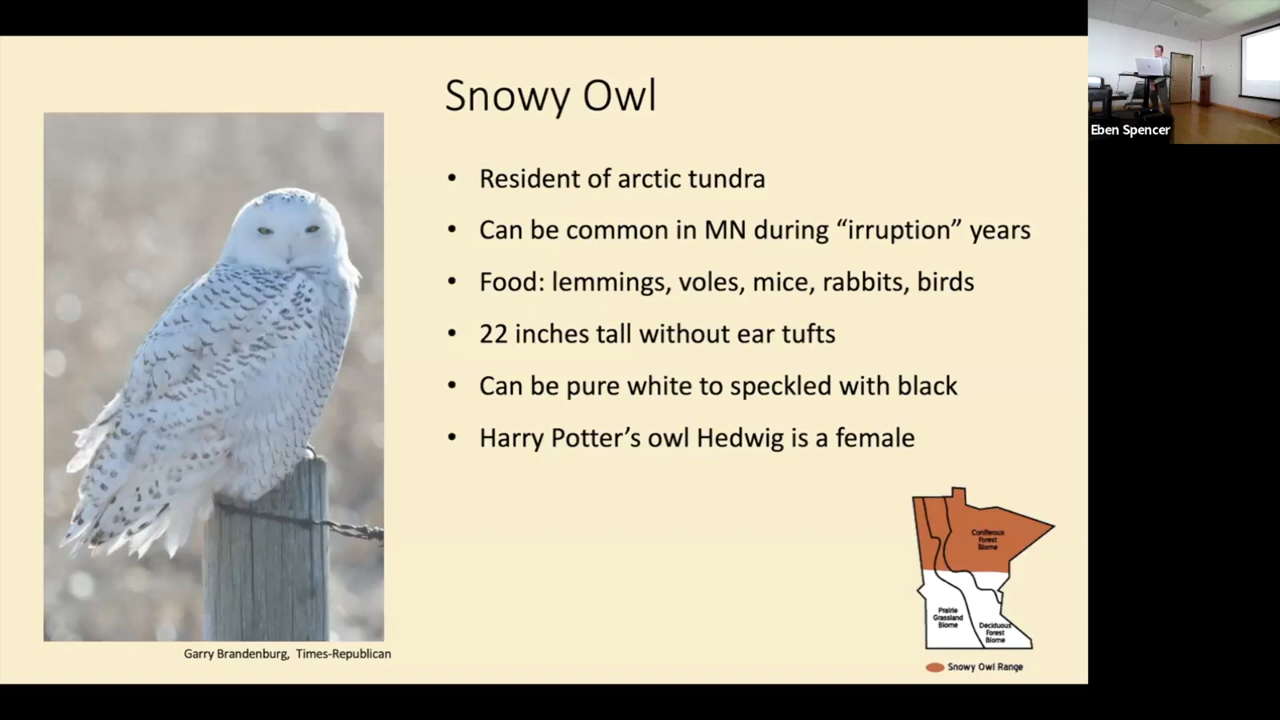 Snowy Owl
• Resident of arctic tundra
• Can be common in MN during “irruption” years
• Food: lemmings, voles, mice, rabbits, birds
• 22 inches tall without ear tufts
• Can be pure white to speckled with black
• Harry Potter’s owl Hedwig is a female
Garry Brandenburg, Times-Republican
Coniferous
Forest
Biome
Prairie
Grassland
Biome
Deciduous
Forest
Biome
Snowy Owl Range
Eben Spencer